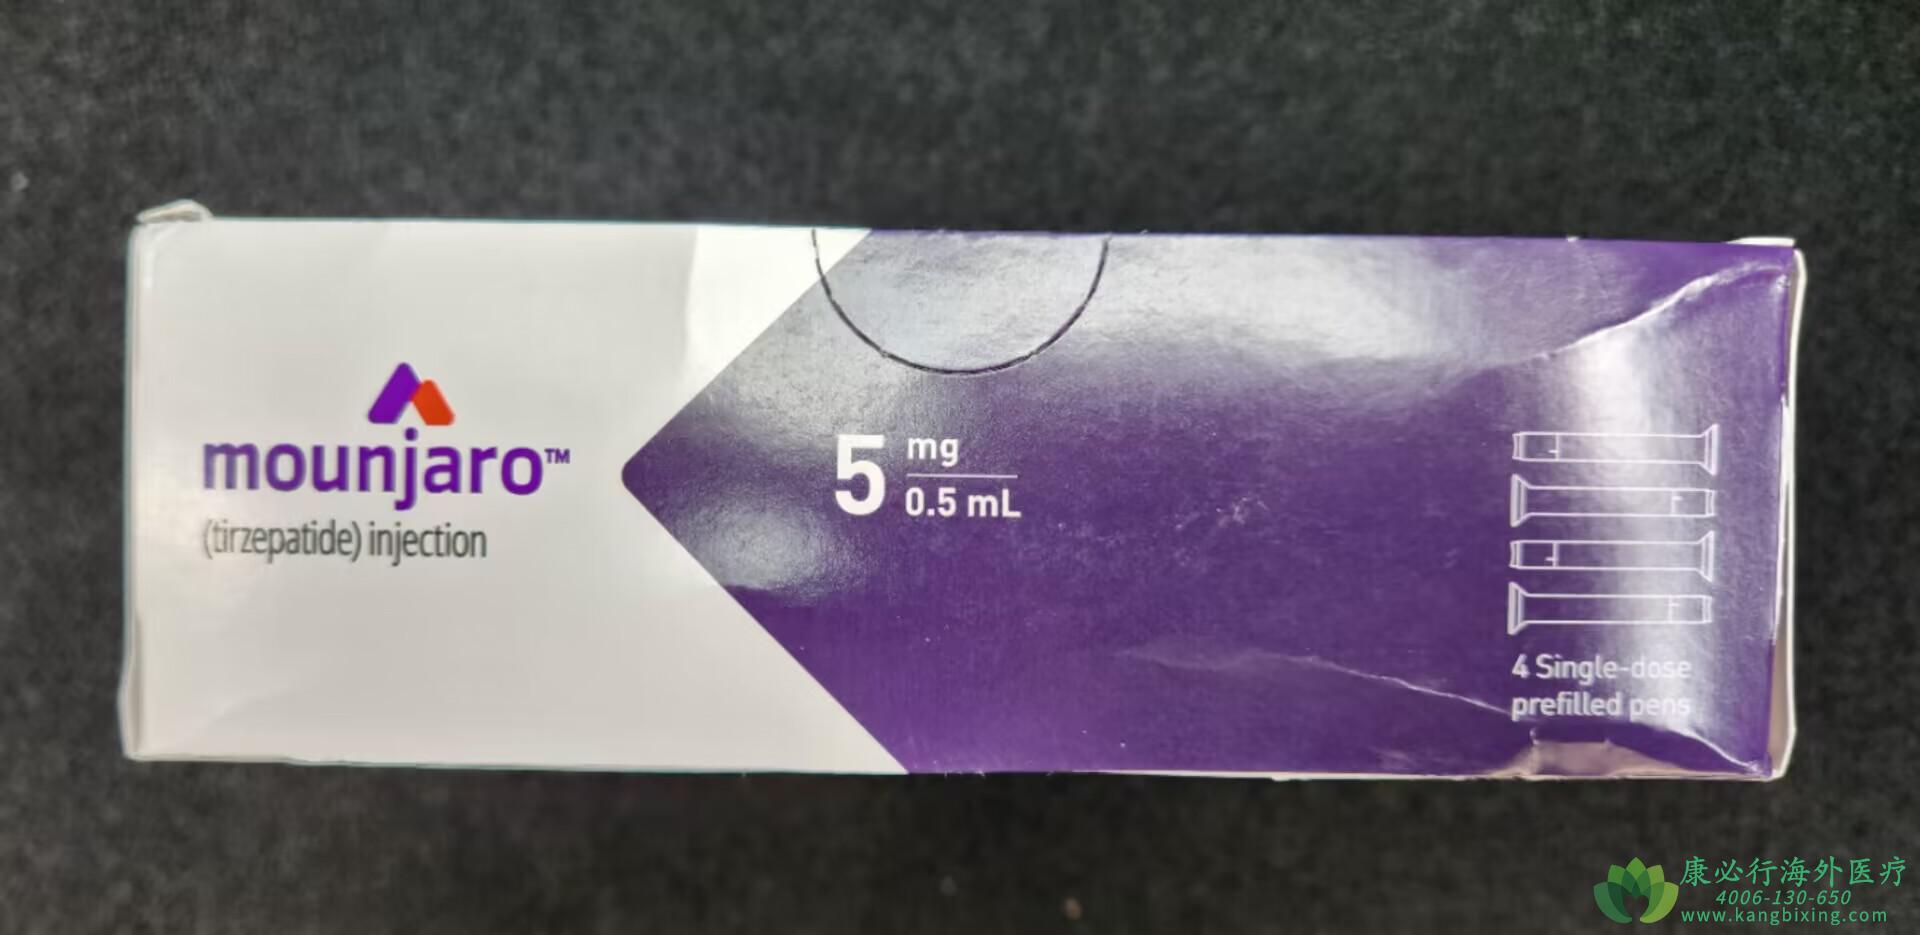 mounjaro™
(tirzepatide) injection
5 mg
0.5 mL
4 Single-dose
prefilled pens
康必行海外医疗
4006-130-650
www.kangbixing.com